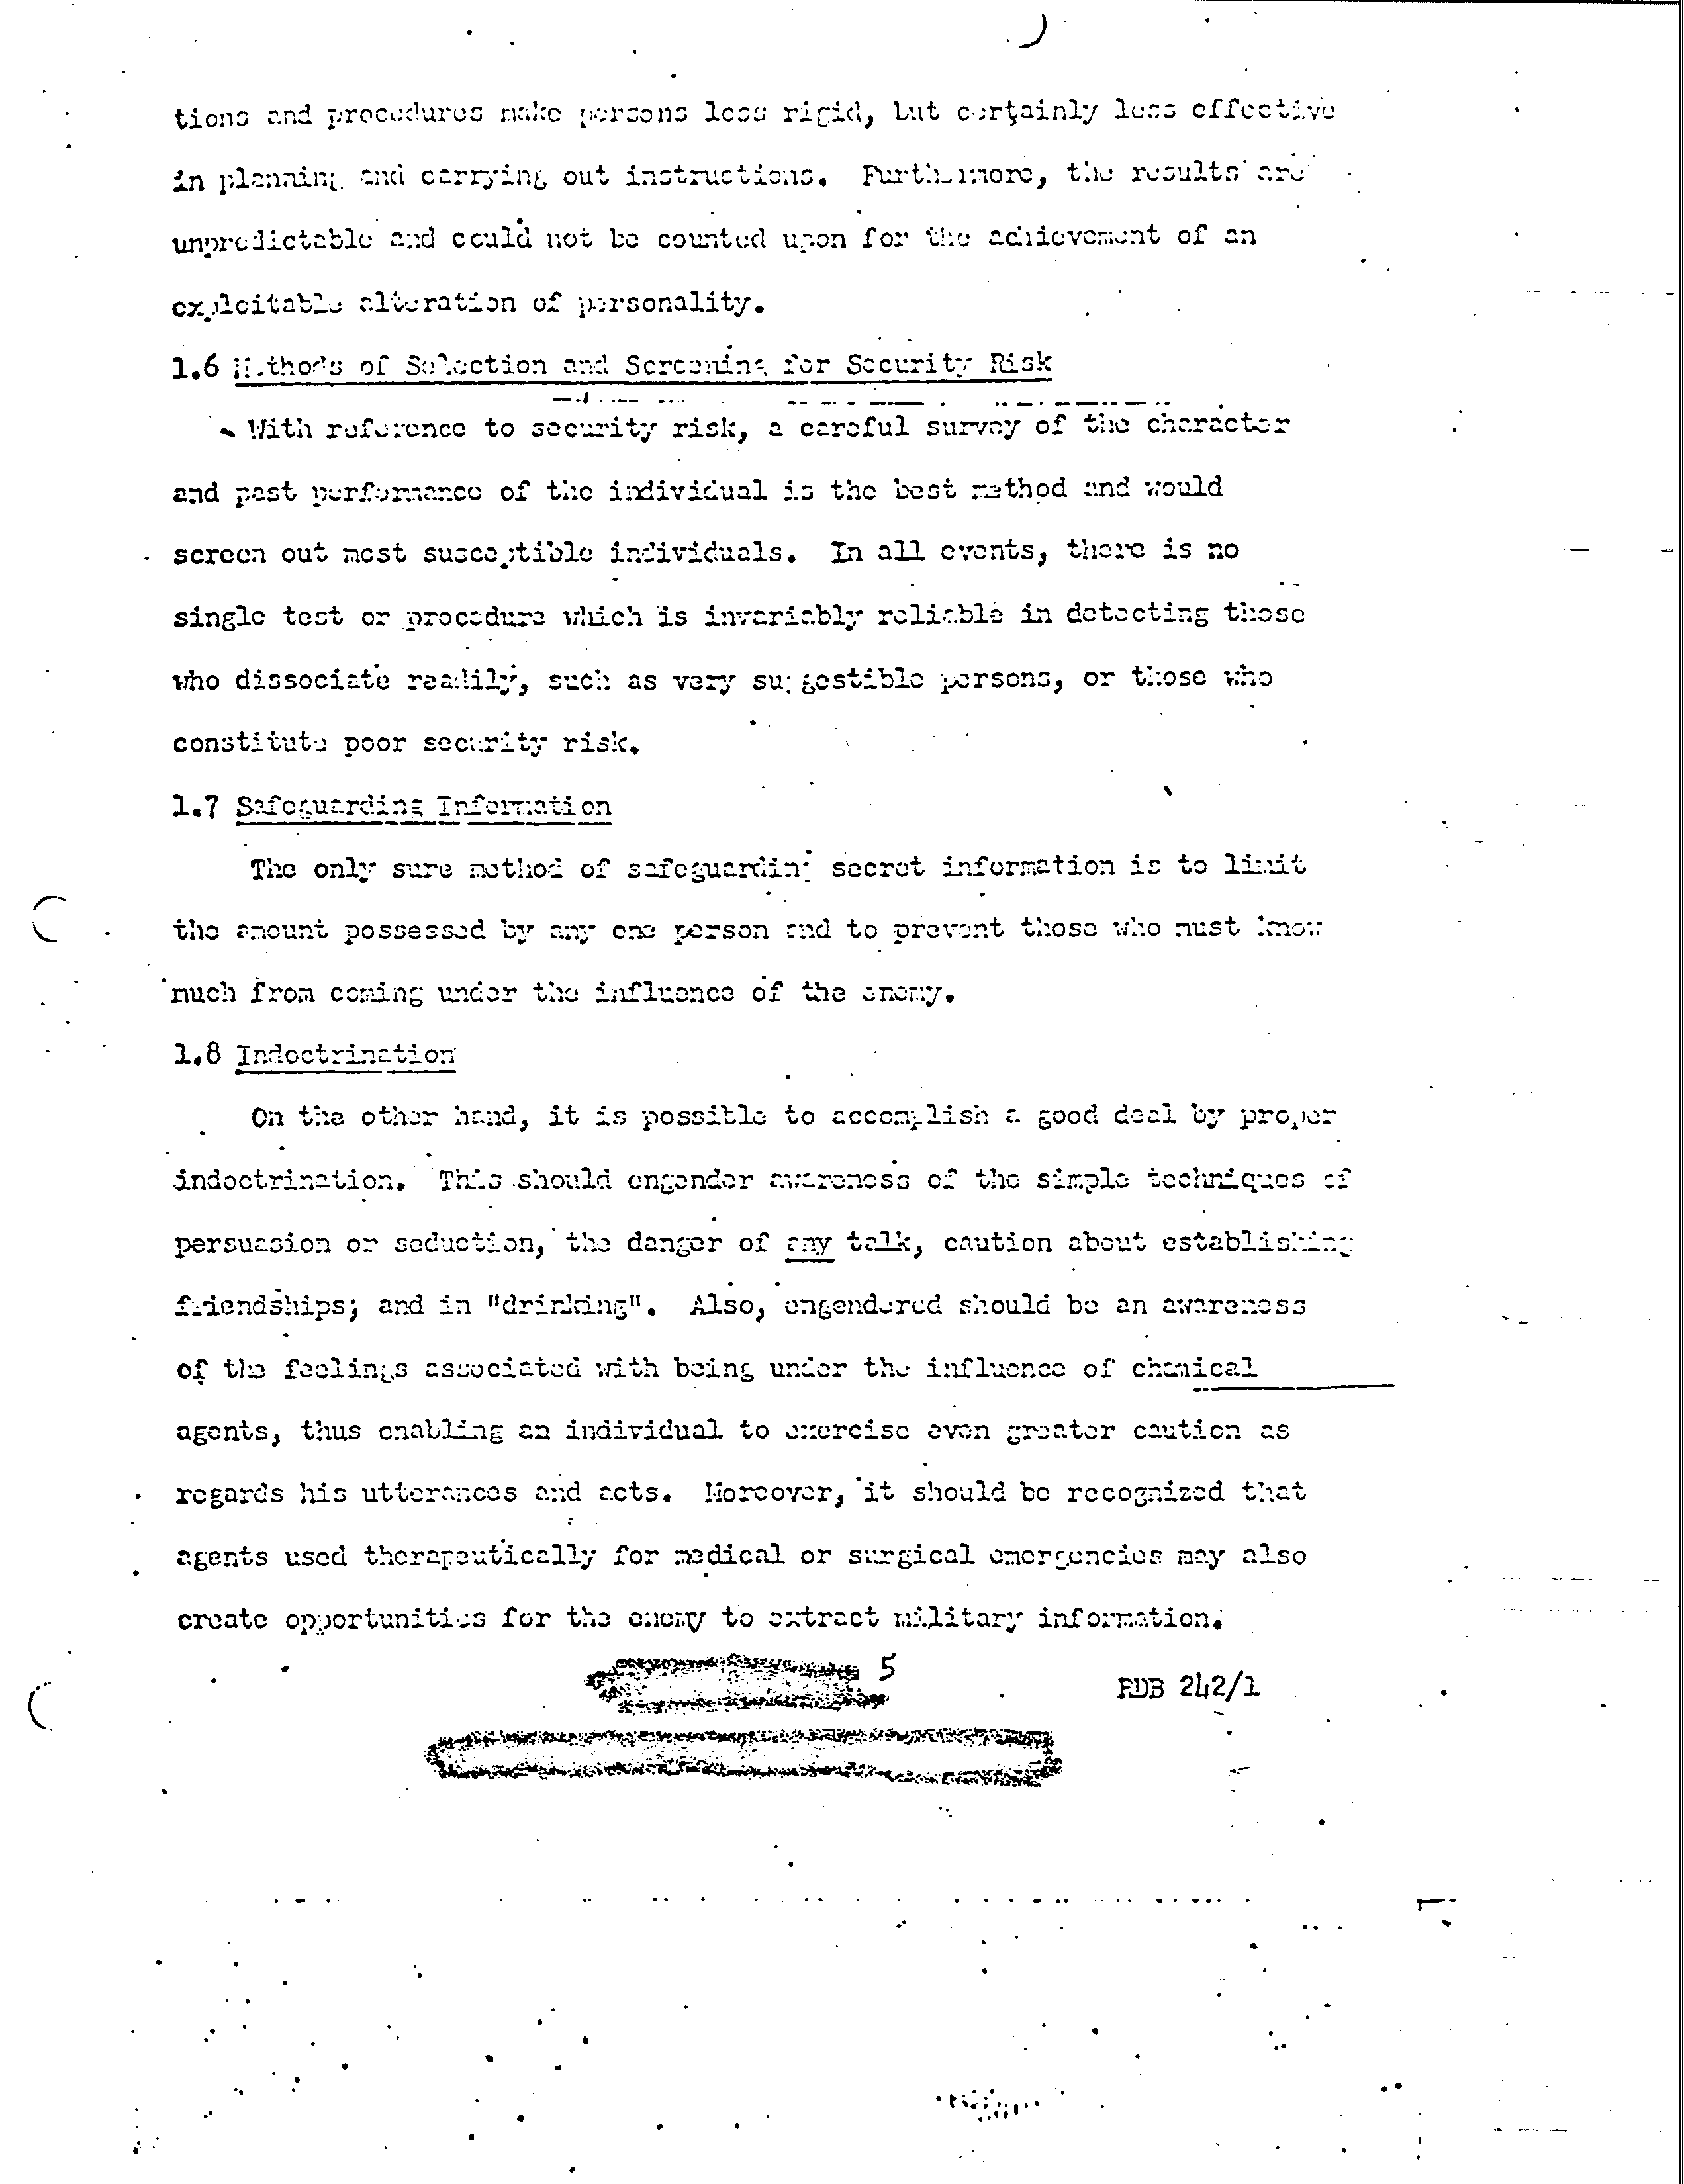 tions and procedures make persons less rigid, but certainly less effective
in planning and carrying out instructions. Furthermore, the results are
unpredictable and could not be counted upon for the achievement of an
exploitable alteration of personality.
1.6 Methods of Selection and Screening for Security Risk
With reference to security risk, a careful survey of the character
and past performance of the individual is the best method and would
screen out most susceptible individuals. In all events, there is no
single test or procedure which is invariably reliable in detecting those
who dissociate readily, such as very suggestible persons, or those who
constitute poor security risk.
1.7 Safeguarding Information
The only sure method of safeguarding secret information is to limit
the amount possessed by any one person and to prevent those who must know
much from coming under the influence of the enemy.
1.8 Indoctrination
On the other hand, it is possible to accomplish a good deal by proper
indoctrination. This should engender awareness of the simple techniques of
persuasion or seduction, the danger of any talk, caution about establishing
friendships; and in "drinking". Also, engendered should be an awareness
of the feelings associated with being under the influence of chemical
agents, thus enabling an individual to exercise even greater caution as
regards his utterances and acts. Moreover, it should be recognized that
agents used therapeutically for medical or surgical emergencies may also
create opportunities for the enemy to extract military information.
5
RDB 242/1